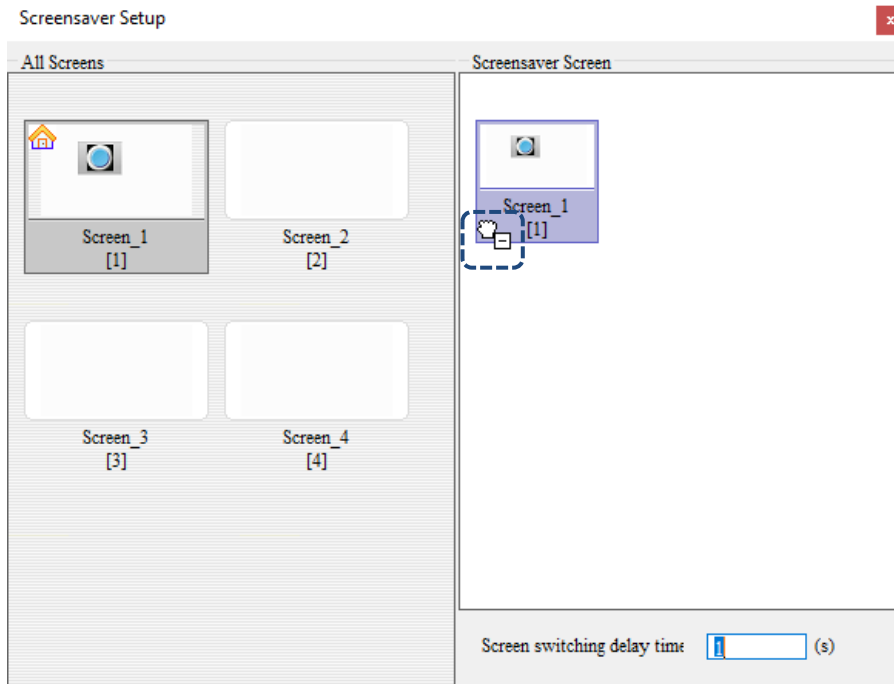 Screensaver Setup
x
All Screens
Screensaver Screen
Screen_1
[1]
Screen_2
[2]
Screen_3
[3]
Screen_4
[4]
Screen_1
[1]
Screen switching delay time 1 (s)